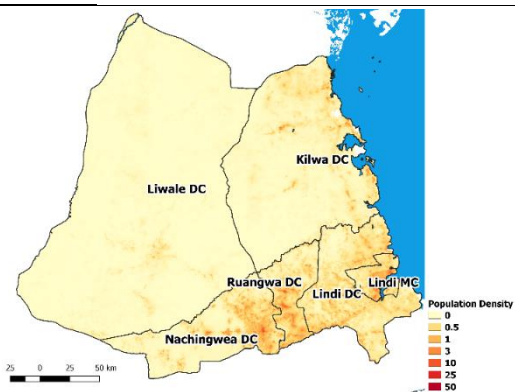 Kilwa DC
Liwale DC
Ruangwa DC
Lindi MC
Lindi DC
Nachingwea DC
Population Density
0
0.5
1
3
10
25
50
25 0 25 50 km